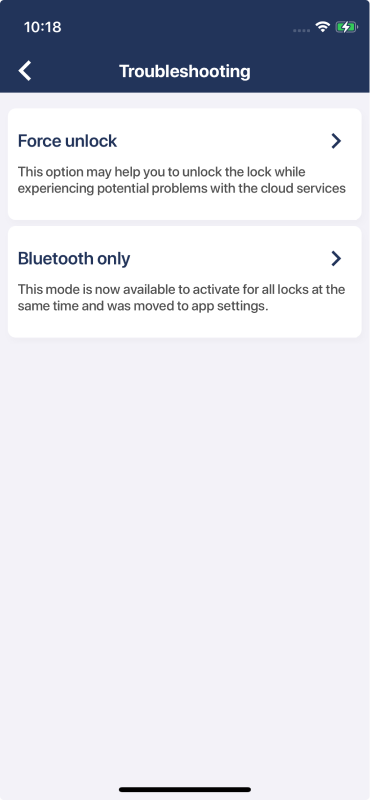 10:18
Troubleshooting
Force unlock
This option may help you to unlock the lock while
experiencing potential problems with the cloud services
Bluetooth only
This mode is now available to activate for all locks at the
same time and was moved to app settings.